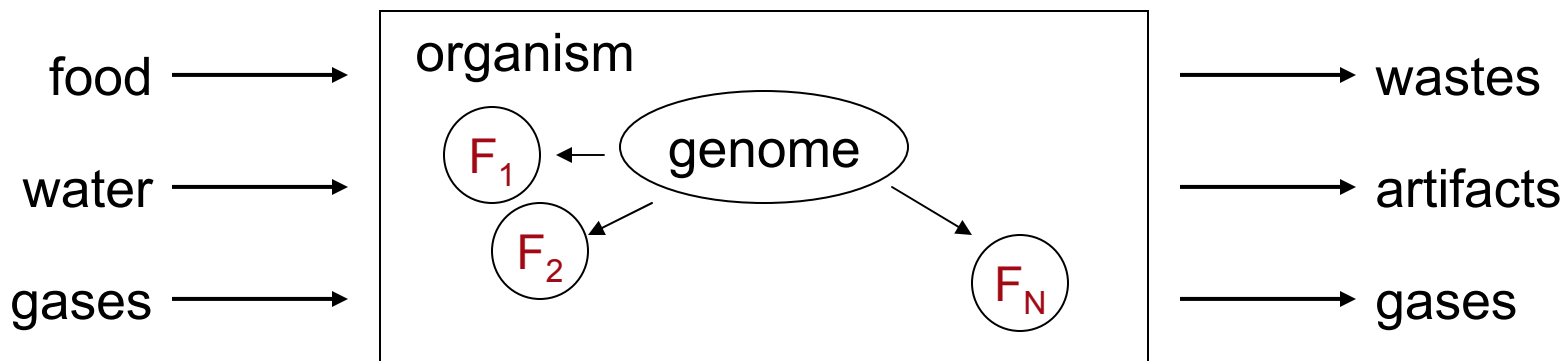 food
water
gases
organism
genome
F1
F2
FN
wastes
artifacts
gases